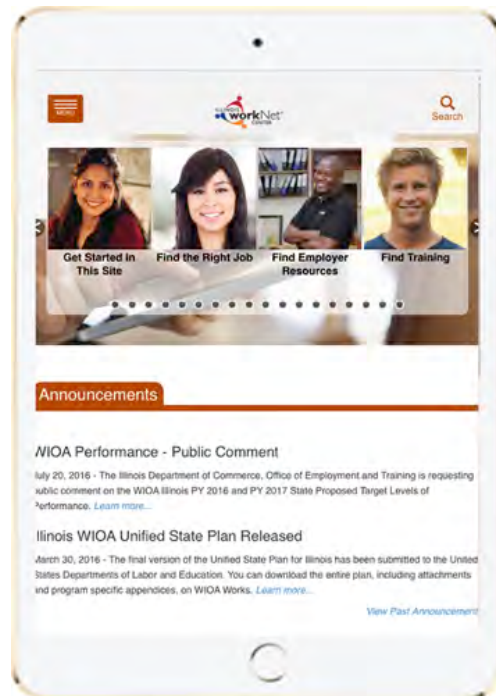 MENU
ILLINOIS
workNet®
CENTER
Search
Get Started in
This Site
Find the Right Job
Find Employer
Resources
Find Training
Announcements
WIOA Performance - Public Comment
July 20, 2016 - The Illinois Department of Commerce, Office of Employment and Training is requesting
public comment on the WIOA Illinois PY 2016 and PY 2017 State Proposed Target Levels of
Performance. Learn more...
Illinois WIOA Unified State Plan Released
March 30, 2016 - The final version of the Unified State Plan for Illinois has been submitted to the United
States Departments of Labor and Education. You can download the entire plan, including attachments
and program specific appendices, on WIOA Works. Learn more...
View Past Announcement